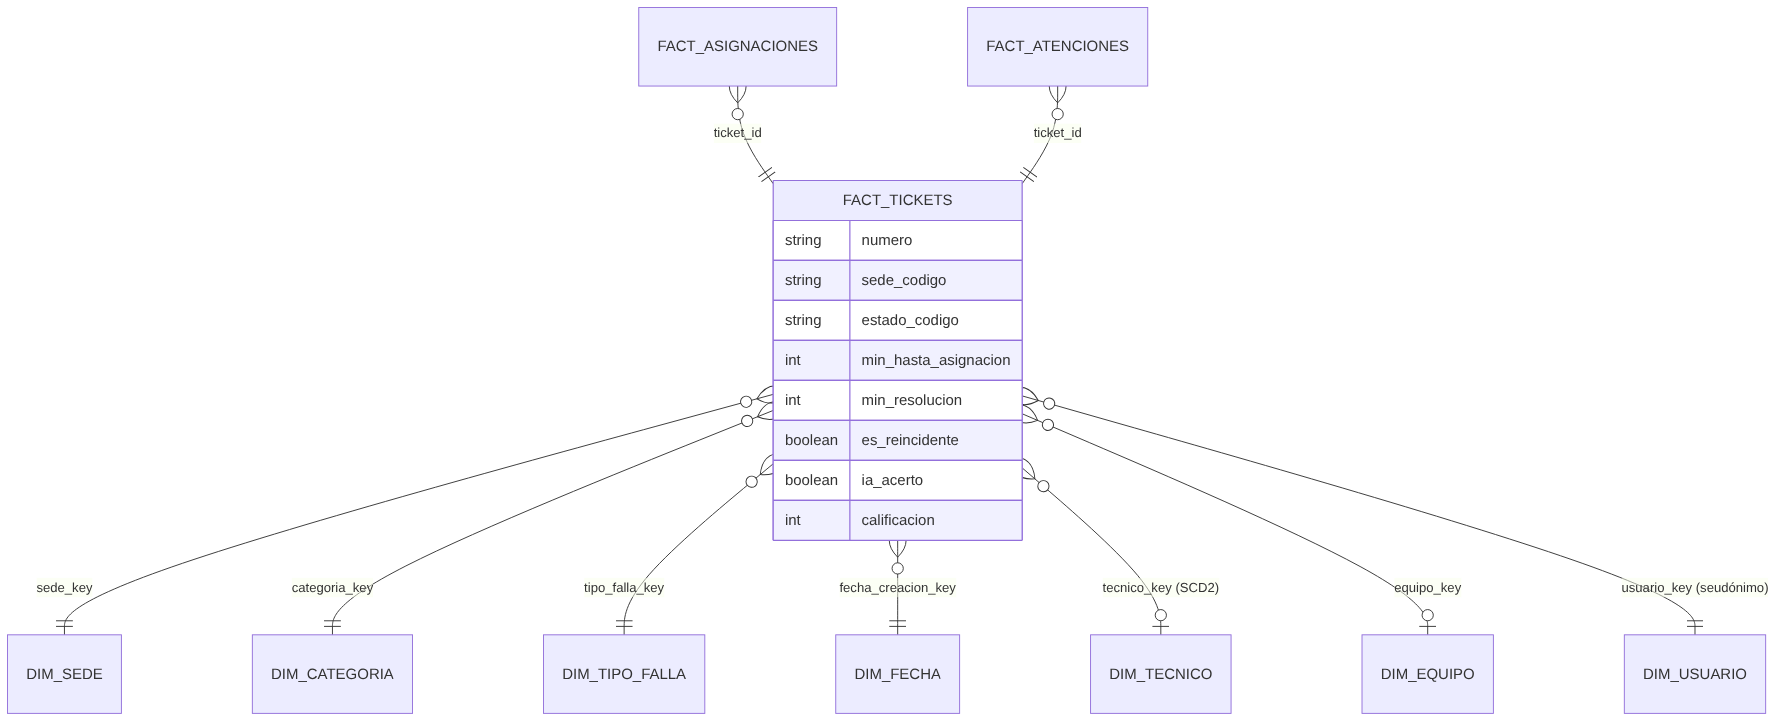 FACT_ASIGNACIONES
FACT_ATENCIONES
ticket_id
ticket_id
FACT_TICKETS
string numero
string sede_codigo
string estado_codigo
int min_hasta_asignacion
int min_resolucion
boolean es_reincidente
boolean ia_acerto
int calificacion
sede_key
categoria_key
tipo_falla_key
fecha_creacion_key
tecnico_key (SCD2)
equipo_key
usuario_key (seudónimo)
DIM_SEDE
DIM_CATEGORIA
DIM_TIPO_FALLA
DIM_FECHA
DIM_TECNICO
DIM_EQUIPO
DIM_USUARIO